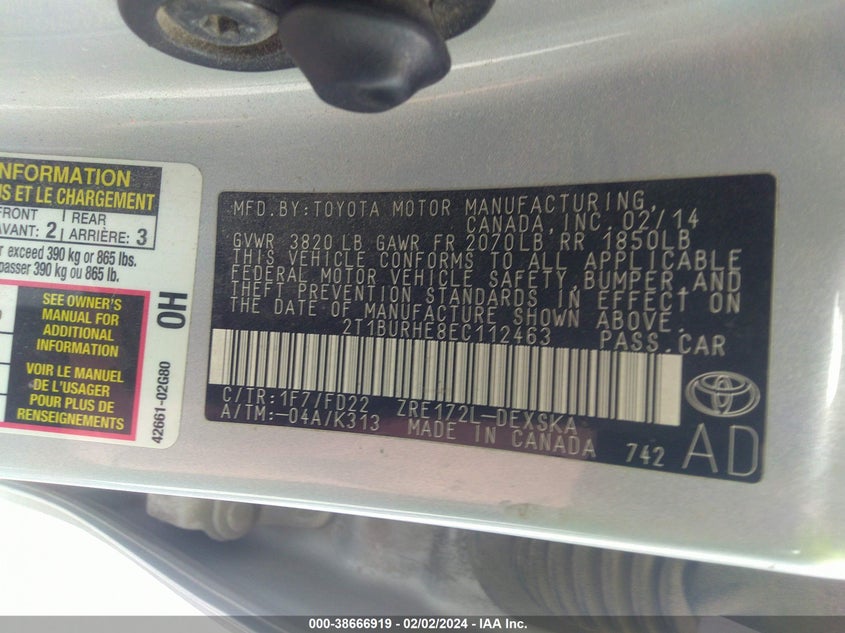 NFORMATION
S ET LE CHARGEMENT
FRONT
AVANT: 2
REAR
ARRIÈRE: 3
exceed 390 kg or 865 lbs.
passer 390 kg ou 865 lb.
SEE OWNER'S
MANUAL FOR
ADDITIONAL
INFORMATION
VOIR LE MANUEL
DE L'USAGER
POUR PLUS DE
RENSEIGNEMENTS
OH
42661-02G80
MFD.BY:TOYOTA MOTOR MANUFACTURING,
CANADA,INC.02/14
GVWR 3820LB GAWR FR 2070LB RR 1850LB
THIS VEHICLE CONFORMS TO ALL APPLICABLE
FEDERAL MOTOR VEHICLE SAFETY,BUMPER,AND
THEFT PREVENTION STANDARDS IN EFFECT ON
THE DATE OF MANUFACTURE SHOWN ABOVE.
2T1BURHE8EC112463 PASS.CAR
C/TR:1F7/FD22 ZRE172L-DEXSKA
A/TM:-04A/K313 MADE IN CANADA
742 AD
000-38666919 - 02/02/2024 - IAA Inc.